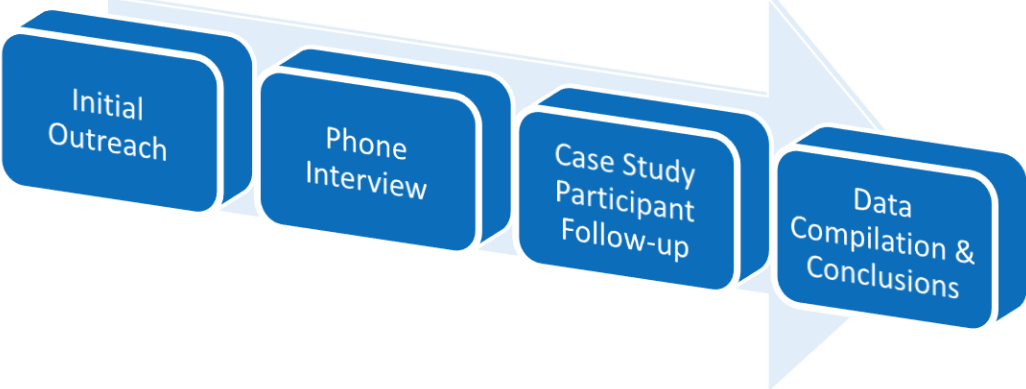 Initial
Outreach
Phone
Interview
Case Study
Participant
Follow-up
Data
Compilation &
Conclusions